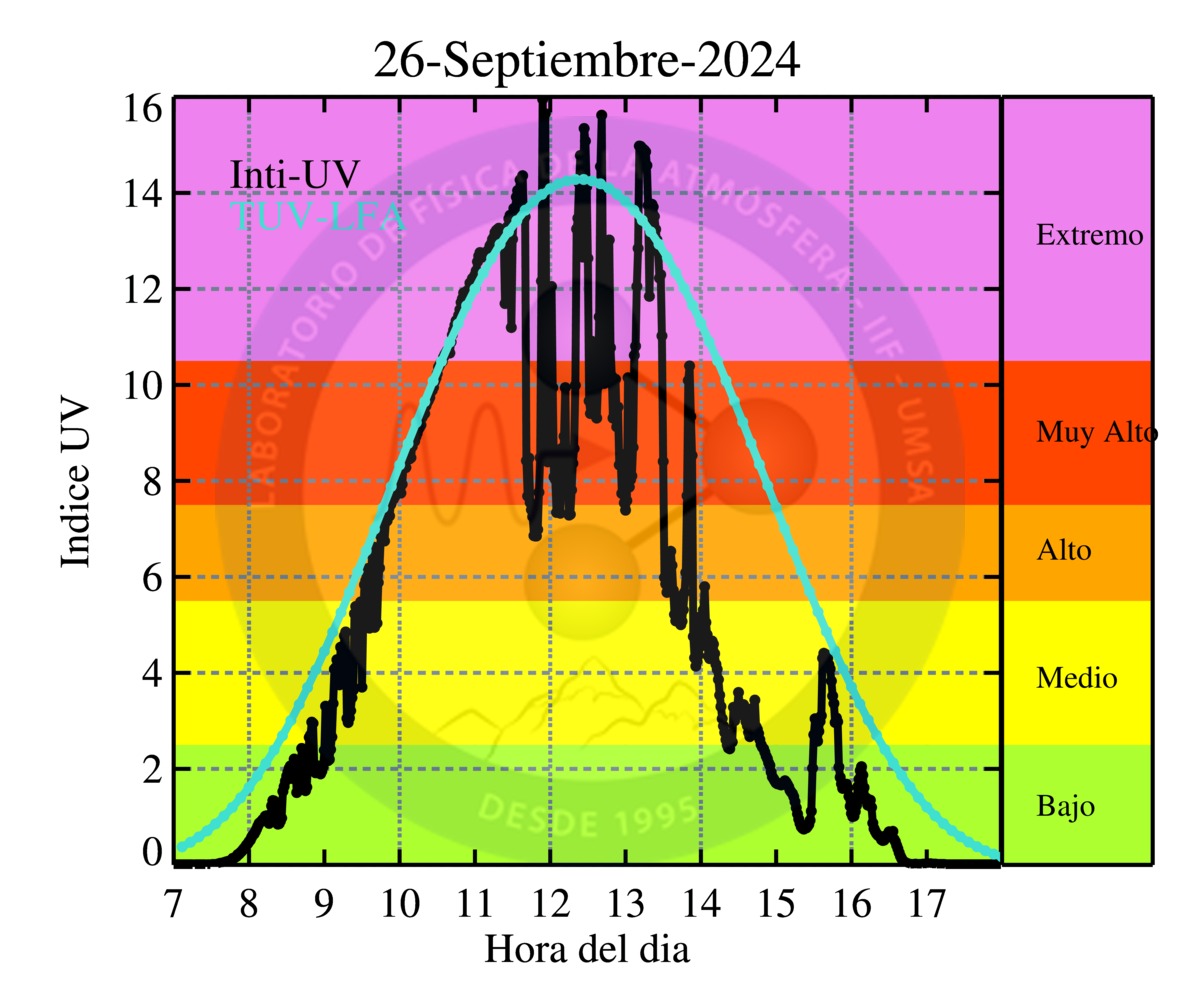 26-Septiembre-2024
Indice UV
16
14
12
10
8
6
4
2
0
Inti-UV
TUV-LFA
LABORATORIO DE FÍSICA DE LA ATMÓSFERA - IIF - UMSA
DESDE 1995
Extremo
Muy Alto
Alto
Medio
Bajo
7 8 9 10 11 12 13 14 15 16 17
Hora del dia